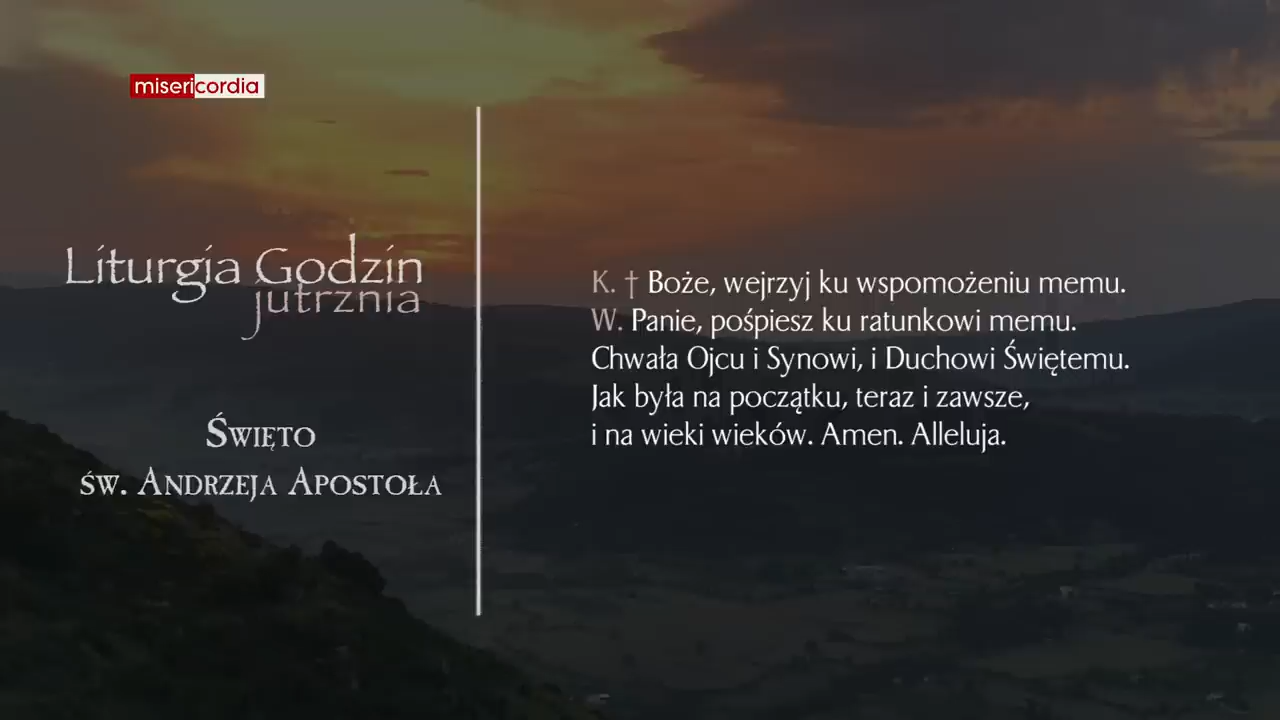 misericordia
Liturgia Godzin
jutrznia
Święto
św. Andrzeja Apostoła
K. † Boże, wejrzyj ku wspomożeniu memu.
W. Panie, pośpiesz ku ratunkowi memu.
Chwała Ojcu i Synowi, i Duchowi Świętemu.
Jak była na początku, teraz i zawsze,
i na wieki wieków. Amen. Alleluja.